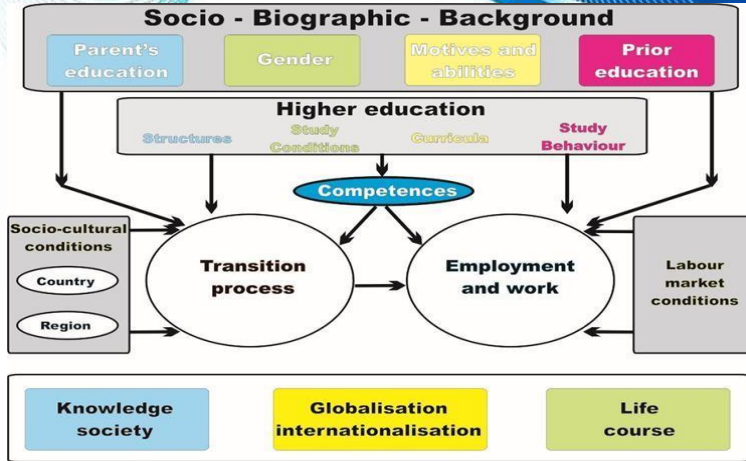 Socio - Biographic - Background
Parent's
education
Gender
Motives and
abilities
Prior
education
Higher education
Structures
Study
Conditions
Curricula
Study
Behaviour
Competences
Socio-cultural
conditions
Country
Region
Transition
process
Employment
and work
Labour
market
conditions
Knowledge
society
Globalisation
internationalisation
Life
course